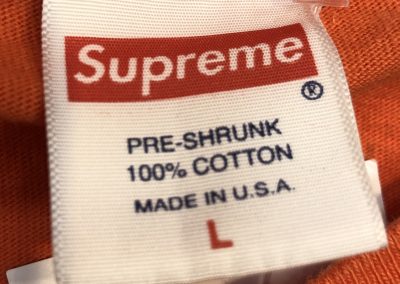 Supreme
®
PRE-SHRUNK
100% COTTON
MADE IN U.S.A.
L